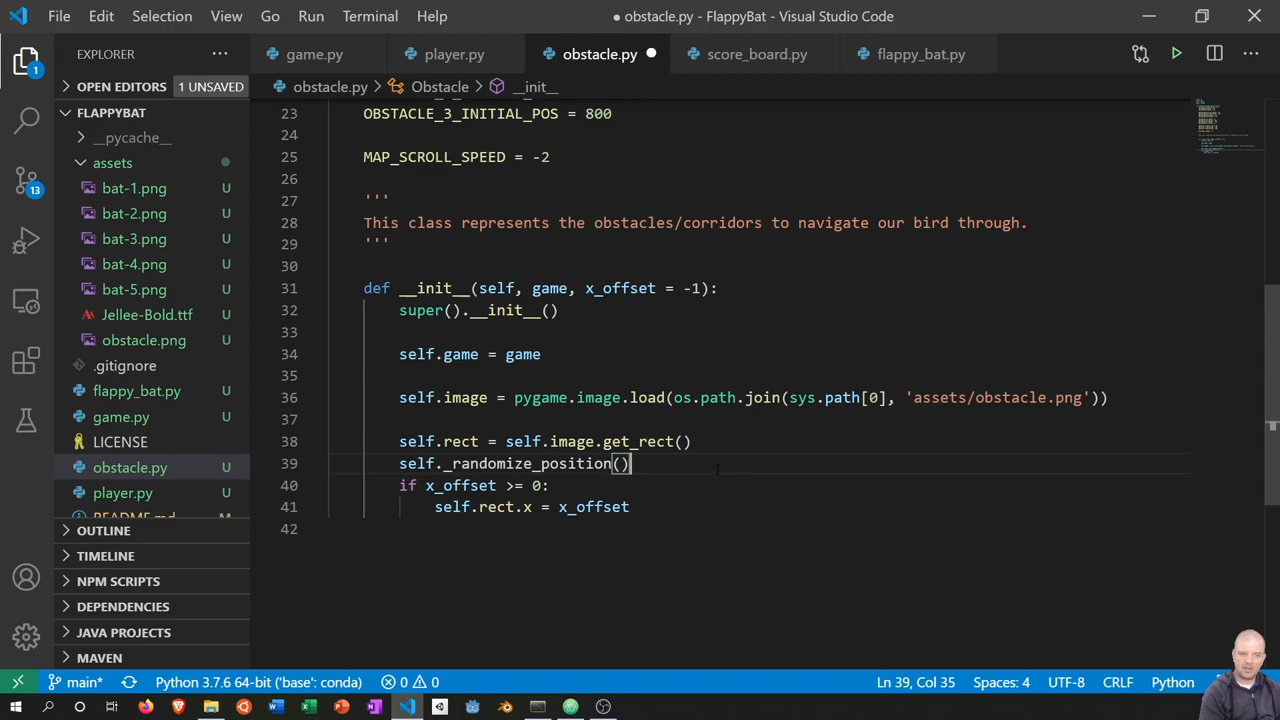 File Edit Selection View Go Run Terminal Help ● obstacle.py - FlappyBat - Visual Studio Code
EXPLORER
game.py player.py obstacle.py score_board.py flappy_bat.py
OPEN EDITORS 1 UNSAVED
obstacle.py > Obstacle > __init__
FLAPPYBAT
__pycache__
assets
bat-1.png U
bat-2.png U
bat-3.png U
bat-4.png U
bat-5.png U
Jellee-Bold.ttf U
obstacle.png U
.gitignore
flappy_bat.py U
game.py U
LICENSE
obstacle.py U
player.py U
README.md M
OUTLINE
TIMELINE
NPM SCRIPTS
DEPENDENCIES
JAVA PROJECTS
MAVEN
1
13
23 OBSTACLE_3_INITIAL_POS = 800
24
25 MAP_SCROLL_SPEED = -2
26
27 '''
28 This class represents the obstacles/corridors to navigate our bird through.
29 '''
30
31 def __init__(self, game, x_offset = -1):
32 super().__init__()
33
34 self.game = game
35
36 self.image = pygame.image.load(os.path.join(sys.path[0], 'assets/obstacle.png'))
37
38 self.rect = self.image.get_rect()
39 self._randomize_position()
40 if x_offset >= 0:
41 self.rect.x = x_offset
42
main* Python 3.7.6 64-bit ('base': conda) 0 0 Ln 39, Col 35 Spaces: 4 UTF-8 CRLF Python